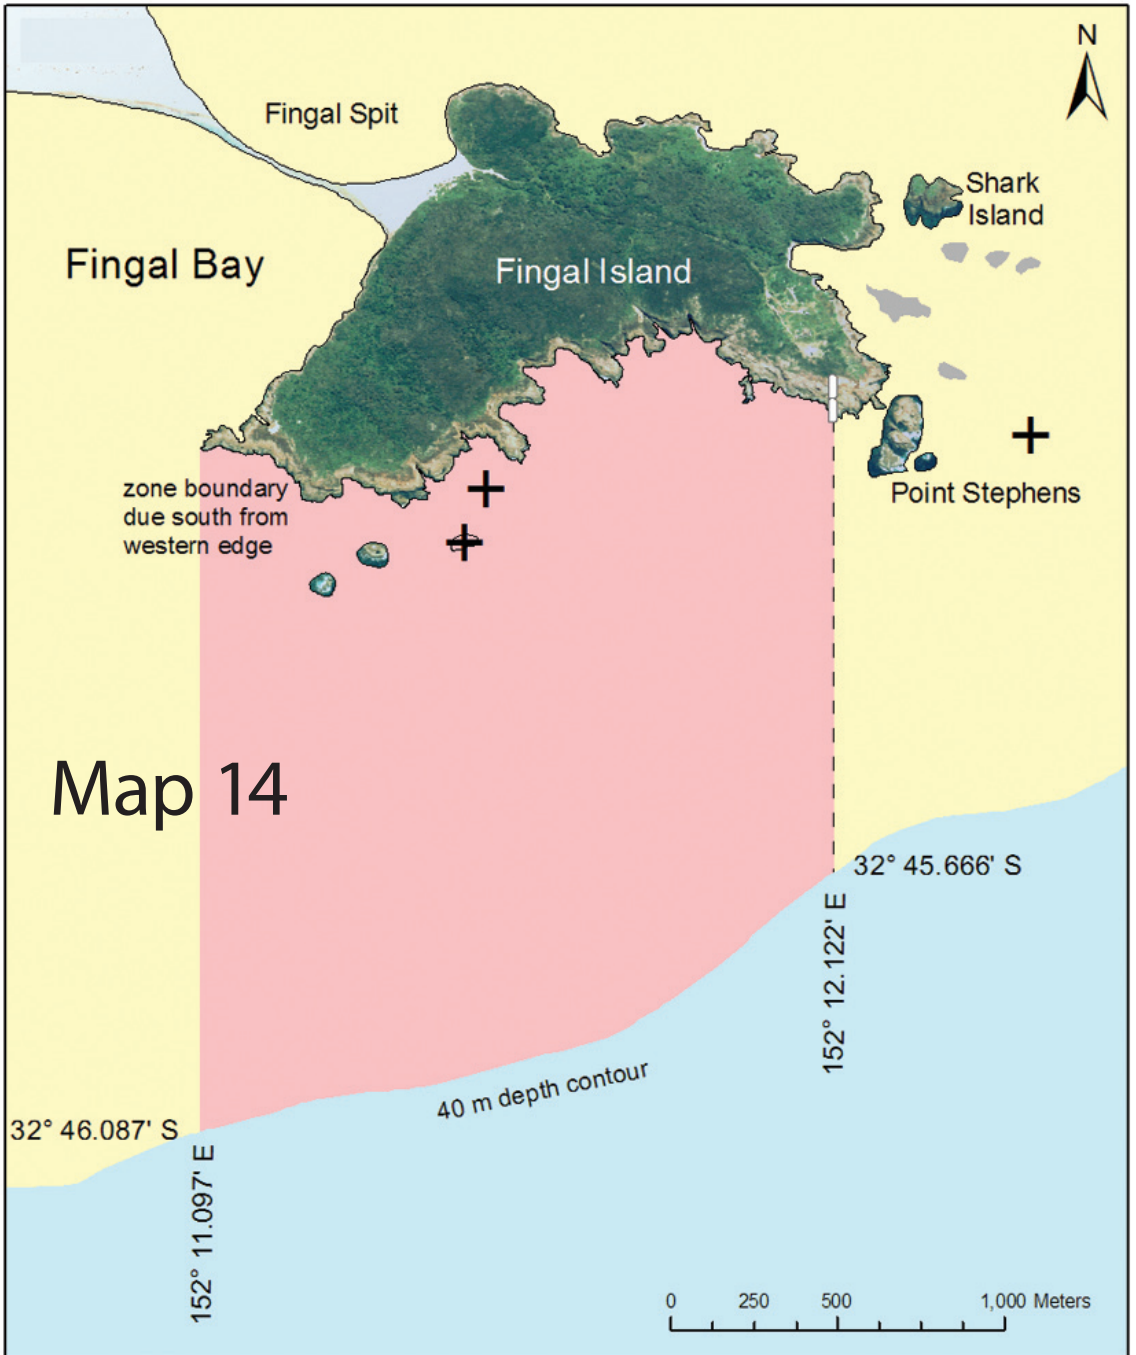 N
Fingal Spit
Shark
Island
Fingal Bay
Fingal Island
zone boundary
due south from
western edge
Point Stephens
Map 14
32° 45.666' S
152° 12.122' E
40 m depth contour
32° 46.087' S
152° 11.097' E
0 250 500 1,000 Meters